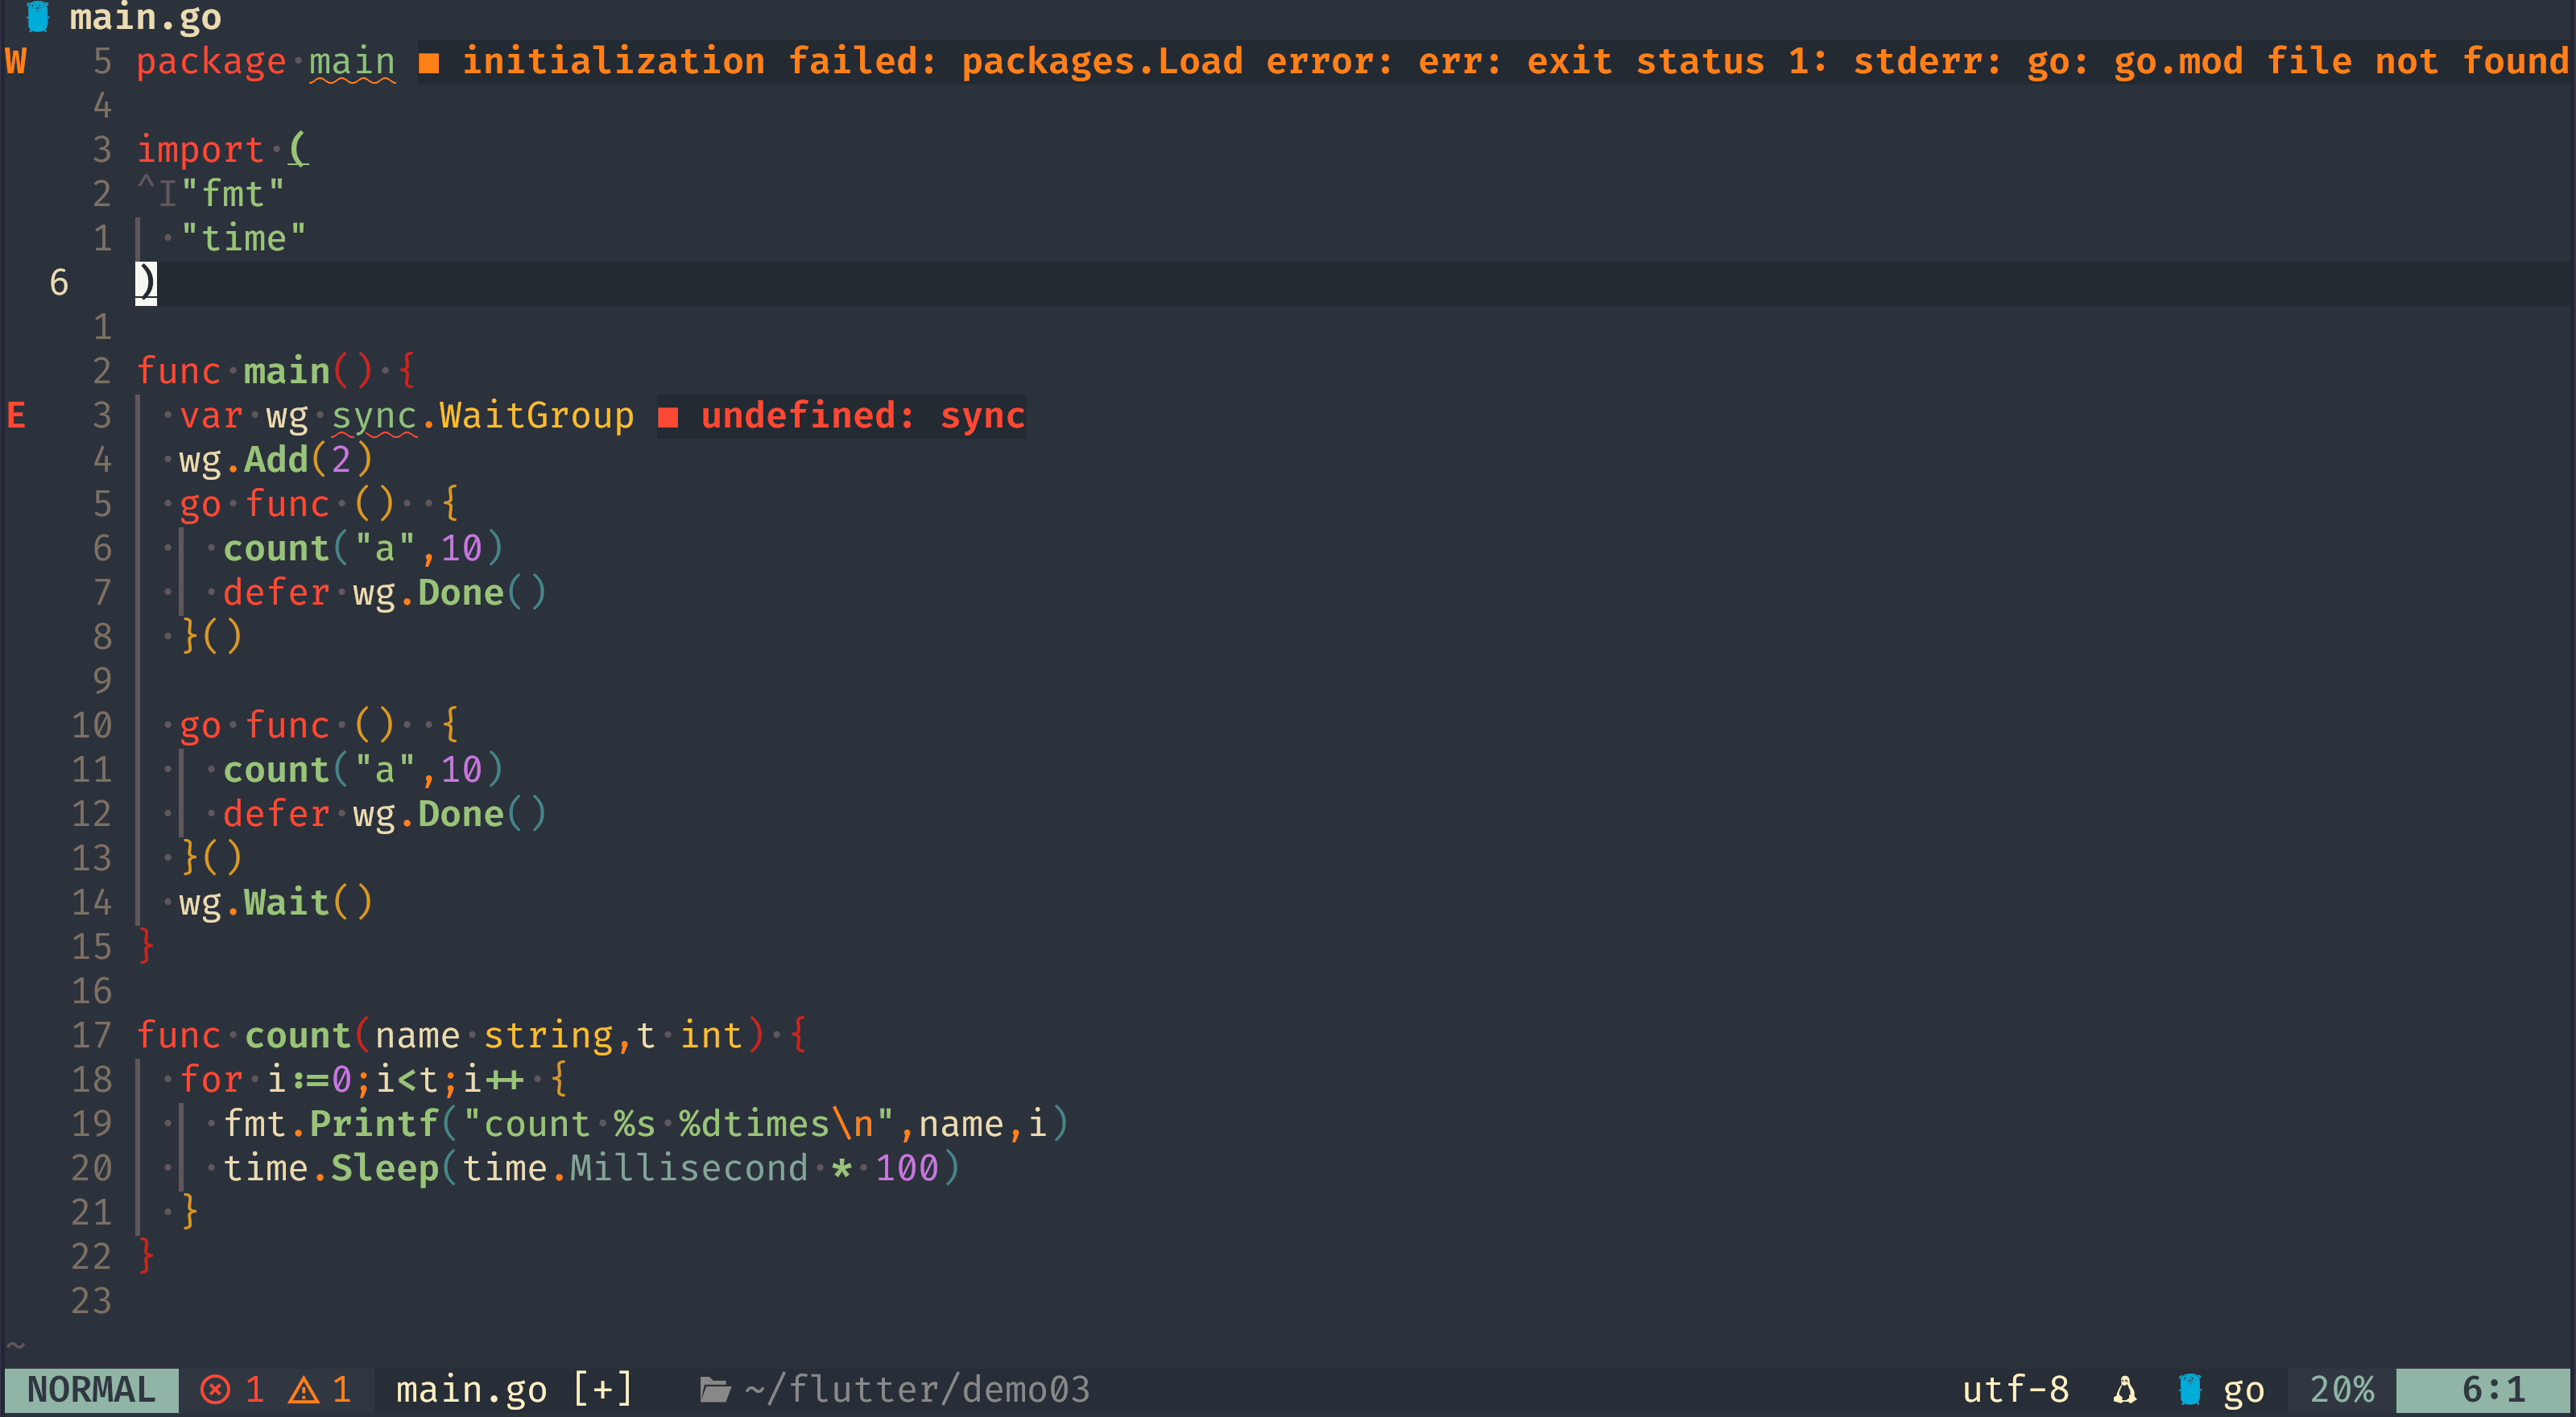 main.go
W 5 package·main ■ initialization failed: packages.Load error: err: exit status 1: stderr: go: go.mod file not found
4
3 import·(
2 ^I"fmt"
1 ·"time"
6 )
1
2 func·main()·{
E 3 ·var·wg·sync.WaitGroup ■ undefined: sync
4 ·wg.Add(2)
5 ·go·func·()··{
6 · ·count("a",10)
7 · ·defer·wg.Done()
8 ·}()
9
10 ·go·func·()··{
11 · ·count("a",10)
12 · ·defer·wg.Done()
13 ·}()
14 ·wg.Wait()
15 }
16
17 func·count(name·string,t·int)·{
18 ·for·i:=0;i<t;i++·{
19 · ·fmt.Printf("count·%s·%dtimes\n",name,i)
20 · ·time.Sleep(time.Millisecond·*·100)
21 ·}
22 }
23
~
NORMAL 1 1 main.go [+] ~/flutter/demo03 utf-8 go 20% 6:1